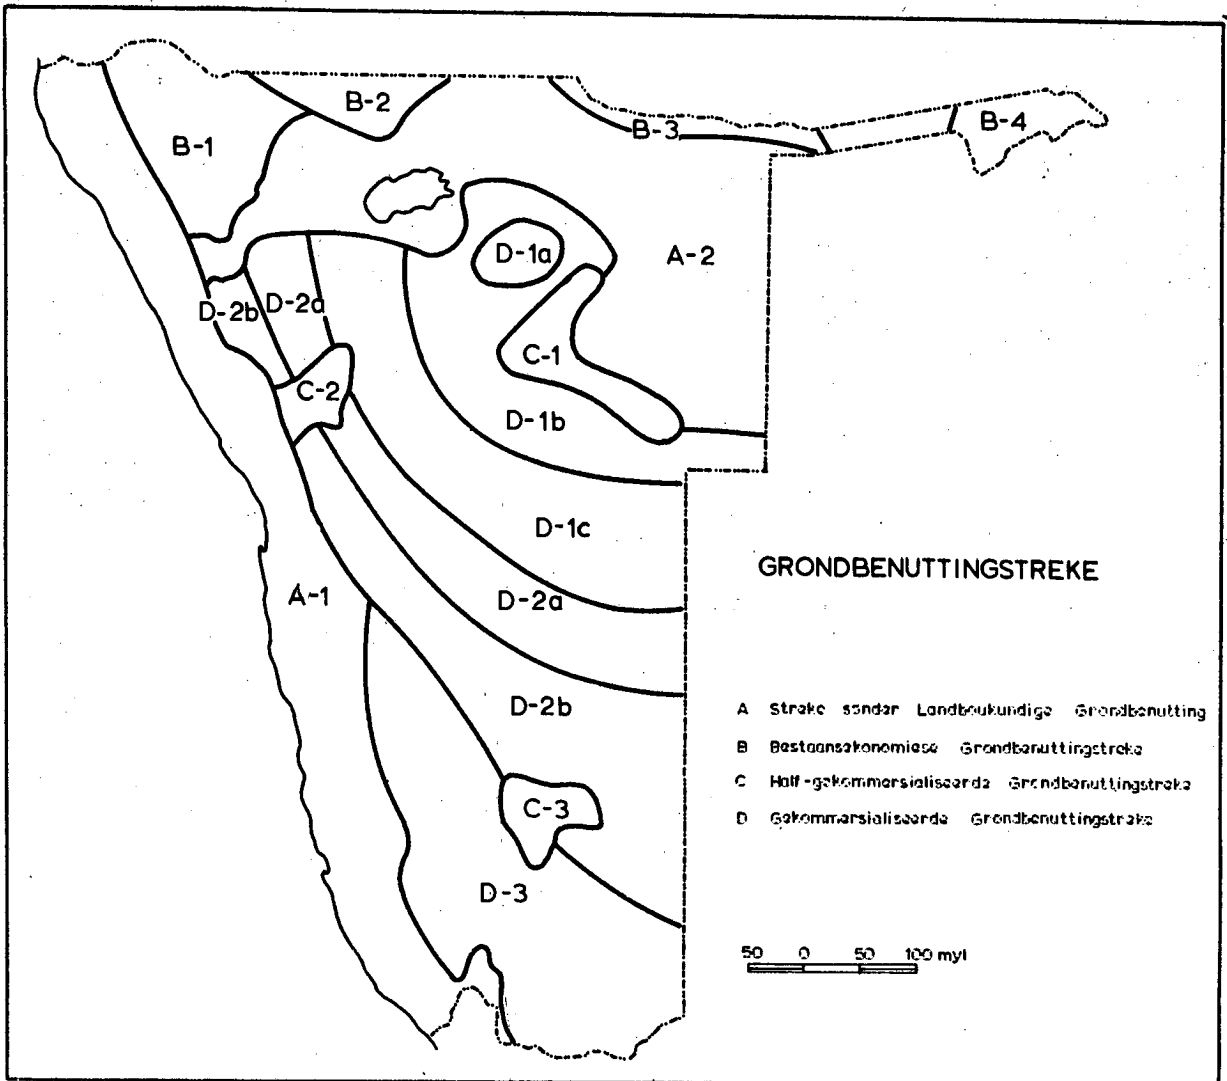 B-2
B-3
B-4
B-1
D-1a
A-2
D-2b
D-2a
C-1
C-2
D-1b
D-1c
GRONDBENUTTINGSTREKE
A-1
D-2a
D-2b
A Streke sonder Landboukundige Grondbenutting
B Bestaansekonomiese Grondbenuttingstreke
C Half-gekommersialiseerde Grondbenuttingstreke
C-3
D Gekommersialiseerde Grondbenuttingstreke
D-3
50 0 50 100 myl